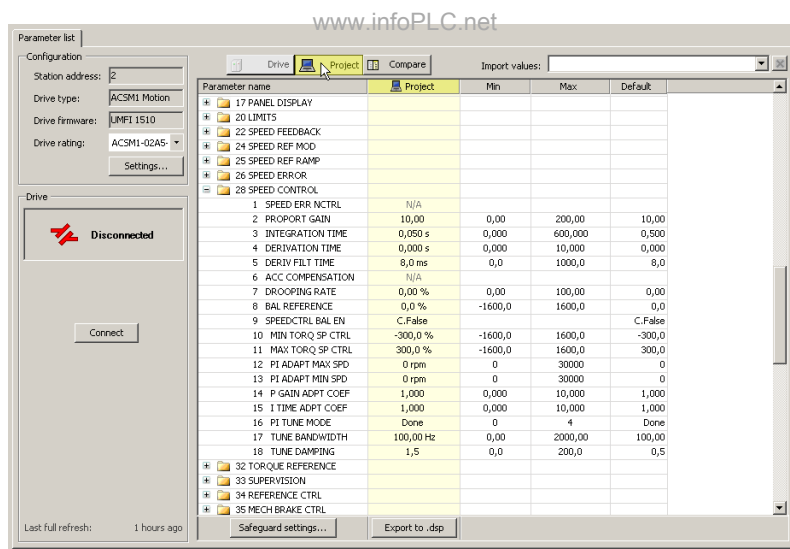 www.infoPLC.net
Parameter list
Configuration
Station address: 2
Drive type: ACSM1 Motion
Drive firmware: UMFI 1510
Drive rating: ACSM1-02A5-
Settings...
Drive
Disconnected
Connect
Last full refresh: 1 hours ago
Drive Project Compare Import values:
Parameter name Project Min Max Default
17 PANEL DISPLAY
20 LIMITS
22 SPEED FEEDBACK
24 SPEED REF MOD
25 SPEED REF RAMP
26 SPEED ERROR
28 SPEED CONTROL
1 SPEED ERR NCTRL N/A
2 PROPORT GAIN 10,00 0,00 200,00 10,00
3 INTEGRATION TIME 0,050 s 0,000 600,000 0,500
4 DERIVATION TIME 0,000 s 0,000 10,000 0,000
5 DERIV FILT TIME 8,0 ms 0,0 1000,0 8,0
6 ACC COMPENSATION N/A
7 DROOPING RATE 0,00 % 0,00 100,00 0,00
8 BAL REFERENCE 0,0 % -1600,0 1600,0 0,0
9 SPEEDCTRL BAL EN C.False C.False
10 MIN TORQ SP CTRL -300,0 % -1600,0 1600,0 -300,0
11 MAX TORQ SP CTRL 300,0 % -1600,0 1600,0 300,0
12 PI ADAPT MAX SPD 0 rpm 0 30000 0
13 PI ADAPT MIN SPD 0 rpm 0 30000 0
14 P GAIN ADPT COEF 1,000 0,000 10,000 1,000
15 I TIME ADPT COEF 1,000 0,000 10,000 1,000
16 PI TUNE MODE Done 0 4 Done
17 TUNE BANDWIDTH 100,00 Hz 0,00 2000,00 100,00
18 TUNE DAMPING 1,5 0,0 200,0 0,5
32 TORQUE REFERENCE
33 SUPERVISION
34 REFERENCE CTRL
35 MECH BRAKE CTRL
Safeguard settings... Export to .dsp